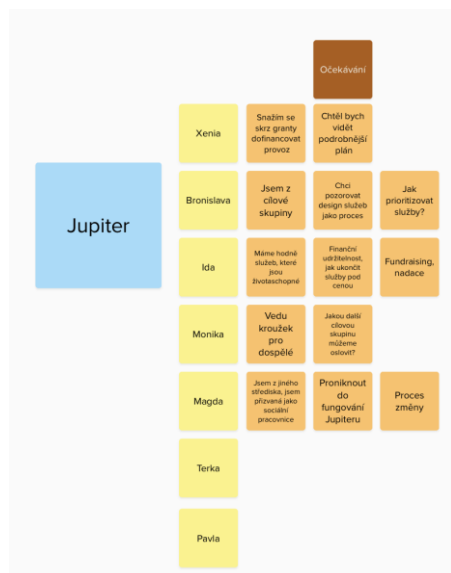 Očekávání
Jupiter
Xenia
Snažím se
skrz granty
dofinancovat
provoz
Chtěl bych
vidět
podrobnější
plán
Bronislava
Jsem z
cílové
skupiny
Chci
pozorovat
design služeb
jako proces
Jak
prioritizovat
služby?
Ida
Máme hodně
služeb, které
jsou
životaschopné
Finanční
udržitelnost,
jak ukončit
služby pod
cenou
Fundraising,
nadace
Monika
Vedu
kroužek
pro
dospělé
Jakou další
cílovou
skupinu
můžeme
oslovit?
Magda
Jsem z jiného
střediska, jsem
přizvaná jako
sociální
pracovnice
Proniknout
do
fungování
Jupiteru
Proces
změny
Terka
Pavla